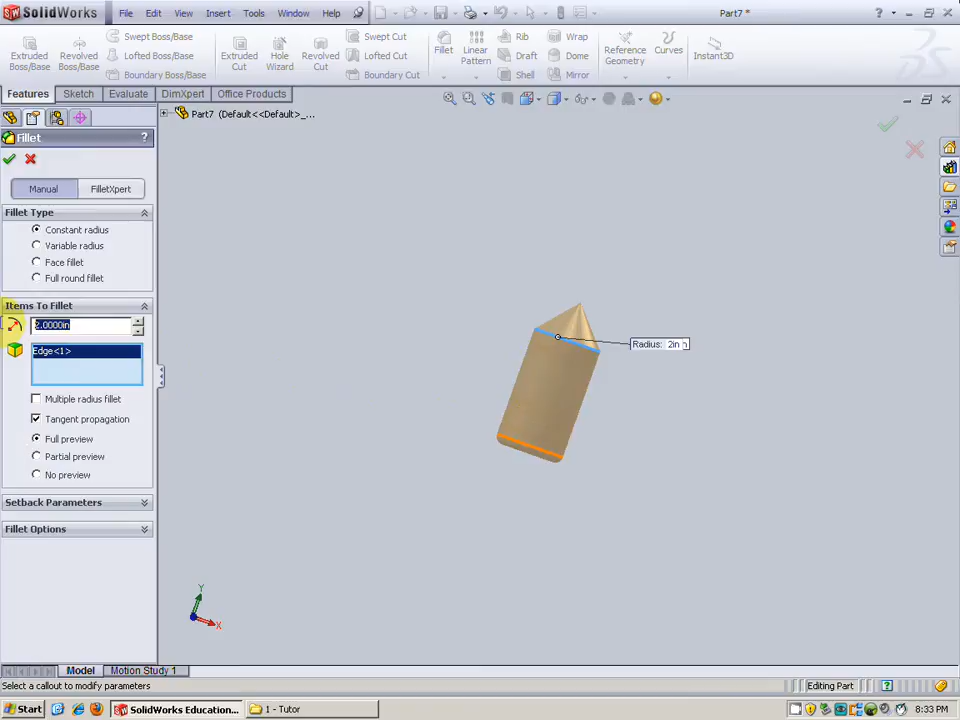 SolidWorks File Edit View Insert Tools Window Help Part7 *
Extruded Boss/Base
Revolved Boss/Base
Swept Boss/Base
Lofted Boss/Base
Boundary Boss/Base
Extruded Cut
Hole Wizard
Revolved Cut
Swept Cut
Lofted Cut
Boundary Cut
Fillet
Linear Pattern
Rib
Draft
Shell
Wrap
Dome
Mirror
Reference Geometry
Curves
Instant3D
Features Sketch Evaluate DimXpert Office Products
Part7 (Default<<Default>_...
Fillet ?
Manual FilletXpert
Fillet Type
Constant radius
Variable radius
Face fillet
Full round fillet
Items To Fillet
2.0000in
Edge<1>
Radius: 2in
Multiple radius fillet
Tangent propagation
Full preview
Partial preview
No preview
Setback Parameters
Fillet Options
Y
X
Model Motion Study 1
Select a callout to modify parameters Editing Part
Start SolidWorks Education... 1 - Tutor 8:33 PM